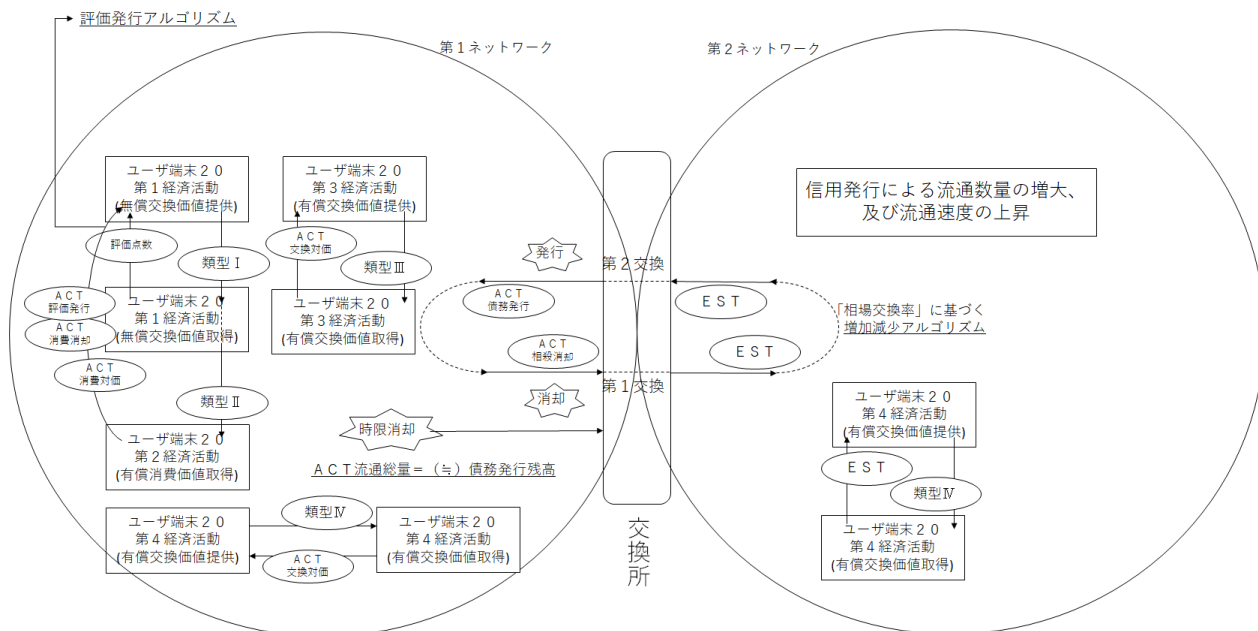 評価発行アルゴリズム
第１ネットワーク
第２ネットワーク
ユーザ端末２０
第１経済活動
(無償交換価値提供)
ユーザ端末２０
第３経済活動
(有償交換価値提供)
評価点数
ＡＣＴ
交換対価
類型Ⅰ
類型Ⅲ
ＡＣＴ
評価発行
ＡＣＴ
消費消却
ＡＣＴ
消費対価
ユーザ端末２０
第１経済活動
(無償交換価値取得)
ユーザ端末２０
第３経済活動
(有償交換価値取得)
類型Ⅱ
ユーザ端末２０
第２経済活動
(有償消費価値取得)
発行
第２交換
ＡＣＴ
債務発行
ＥＳＴ
ＡＣＴ
相殺消却
ＥＳＴ
第１交換
消却
時限消却
ＡＣＴ流通総量＝（≒）債務発行残高
ユーザ端末２０
第４経済活動
(有償交換価値提供)
類型Ⅳ
ＡＣＴ
交換対価
ユーザ端末２０
第４経済活動
(有償交換価値取得)
交換所
信用発行による流通数量の増大、
及び流通速度の上昇
「相場交換率」に基づく
増加減少アルゴリズム
ユーザ端末２０
第４経済活動
(有償交換価値提供)
ＥＳＴ
類型Ⅳ
ユーザ端末２０
第４経済活動
(有償交換価値取得)